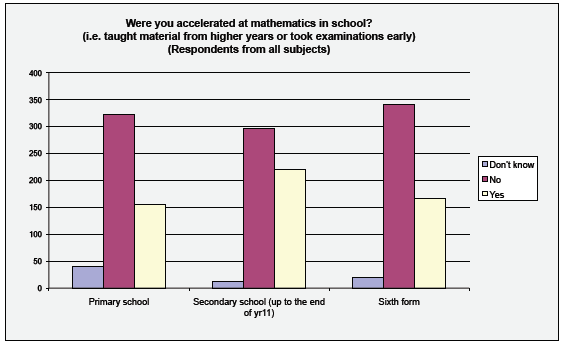 Were you accelerated at mathematics in school?
(i.e. taught material from higher years or took examinations early)
(Respondents from all subjects)
400
350
300
250
200
150
100
50
0
Primary school
Secondary school (up to the end
of yr11)
Sixth form
Don't know
No
Yes